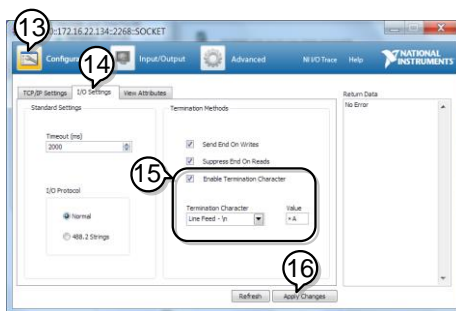 13
0::172.16.22.134::2268::SOCKET
Configura
14
Input/Output
Advanced
NI I/O Trace
Help
NATIONAL INSTRUMENTS
TCP/IP Settings
I/O Settings
View Attributes
Return Data
No Error
Standard Settings
Timeout (ms)
2000
I/O Protocol
Normal
488.2 Strings
Termination Methods
Send End On Writes
Suppress End On Reads
15
Enable Termination Character
Termination Character
Line Feed - \n
Value
16
Refresh
Apply Changes